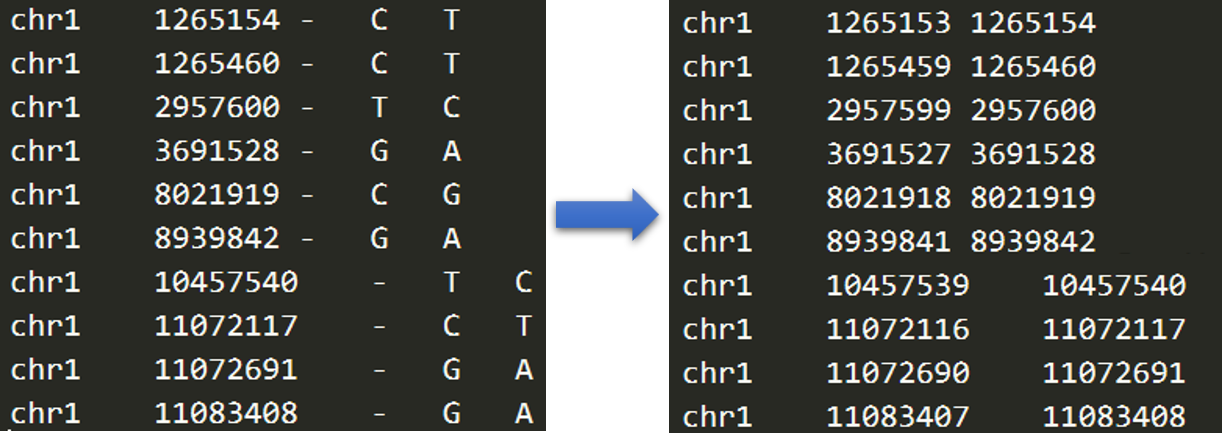 chr1 1265154 - C T
chr1 1265460 - C T
chr1 2957600 - T C
chr1 3691528 - G A
chr1 8021919 - C G
chr1 8939842 - G A
chr1 10457540 - T C
chr1 11072117 - C T
chr1 11072691 - G A
chr1 11083408 - G A
chr1 1265153 1265154
chr1 1265459 1265460
chr1 2957599 2957600
chr1 3691527 3691528
chr1 8021918 8021919
chr1 8939841 8939842
chr1 10457539 10457540
chr1 11072116 11072117
chr1 11072690 11072691
chr1 11083407 11083408